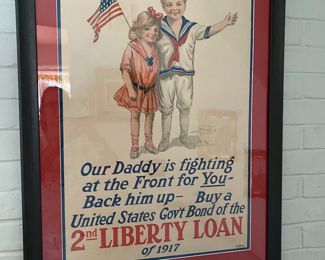 Our Daddy is fighting
at the Front for You–
Back him up– Buy a
United States Gov't Bond of the
2nd LIBERTY LOAN
of 1917